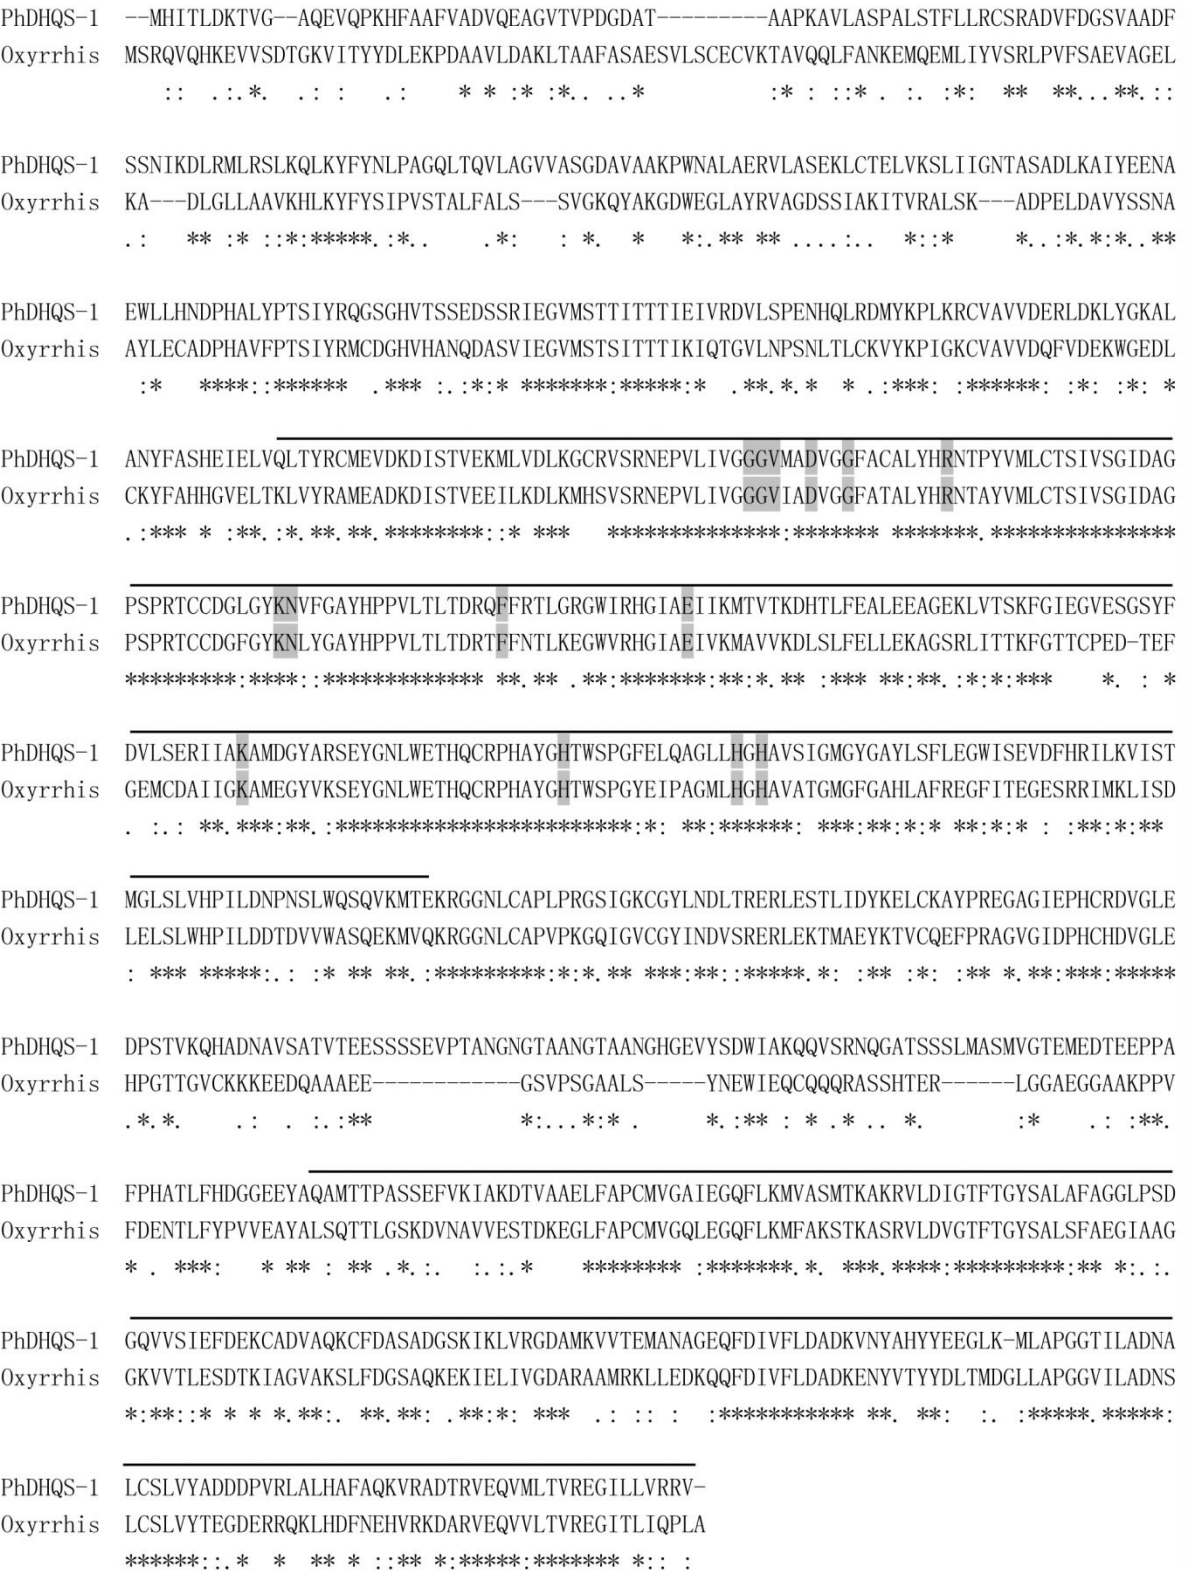 PhDHQS-1 --MHITLDKTVG--AQEVQPKHFAAFVADVQEAGVTVPDGDAT---------AAPKAVLASPALSTFLLRCSRADVFDGSVAADF
Oxyrrhis MSRQVQHKEVVSDTGKVITYYDLEKPDAAVLDAKLTAAFASAESVLSCECVKTAVQQLFANKEMQEMLIYVSRLPVFSAEVAGEL
:: .:.*. .: : .: * * :* :*.. ..* :* : ::* . :. :*: ** **...**.::
PhDHQS-1 SSNIKDLRMLRSLKQLKYFYNLPAGQLTQVLAGVVASGDAVAAKPWNALAERVLASEKLCTELVKSLIIGNTASADLKAIYEENA
Oxyrrhis KA---DLGLLAAVKHLKYFYSIPVSTALFALS---SVGKQYAKGDWEGLAYRVAGDSSIAKITVRALSK---ADPELDAVYSSNA
.: ** :* ::*:*****.:*.. .*: : *. * *:.** ** ....:.. *::* *..:*.*:*..**
PhDHQS-1 EWLLHNDPHALYPTSIYRQGSGHVTSSEDSSRIEGVMSTTITTTIEIVRDVLSPENHQLRDMYKPLKRCVAVVDERLDKLYGKAL
Oxyrrhis AYLECADPHAVFPTSIYRMCDGHVHANQDASVIEGVMSTSITTTIKIQTGVLNPSNLTLCKVYKPIGKCVAVVDQFVDEKWGEDL
:* ****::****** .*** :.:*:* *******:*****:* .**.*.* * .:***: :******: :*: :*: *
PhDHQS-1 ANYFASHEIELVQLTYRCMEVDKDISTVEKMLVDLKGCRVSRNEPVLIVGGGVMADVGGFACALYHRNTPYVMLCTSIVSGIDAG
Oxyrrhis CKYFAHHGVELTKLVYRAMEADKDISTVEEILKDLKMHSVSRNEPVLIVGGGVIADVGGFATALYHRNTAYVMLCTSIVSGIDAG
.:*** * :**.:*.**.**.********::* *** **************:******* *******.***************
PhDHQS-1 PSPRTCCDGLGYKNVFGAYHPPVLTLTDRQFFRTLGRGWIRHGIAEIIKMTVTKDHTLFEALEEAGEKLVTSKFGIEGVESGSYF
Oxyrrhis PSPRTCCDGFGYKNLYGAYHPPVLTLTDRTFFNTLKEGWVRHGIAEIVKMAVVKDLSLFELLEKAGSRLITTKFGTTCPED-TEF
*********:****::************* **.** .**:*******:**:*.** :*** **:**.:*:*:*** *. : *
PhDHQS-1 DVLSERIIAKAMDGYARSEYGNLWETHQCRPHAYGHTWSPGFELQAGLLHGHAVSIGMGYGAYLSFLEGWISEVDFHRILKVIST
Oxyrrhis GEMCDAIIGKAMEGYVKSEYGNLWETHQCRPHAYGHTWSPGYEIPAGMLHGHAVATGMGFGAHLAFREGFITEGESRRIMKLISD
. :.: **.***:**.:************************:*: **:******: ***:**:*:* **:*:* : :**:*:**
PhDHQS-1 MGLSLVHPILDNPNSLWQSQVKMTEKRGGNLCAPLPRGSIGKCGYLNDLTRERLESTLIDYKELCKAYPREGAGIEPHCRDVGLE
Oxyrrhis LELSLWHPILDDTDVVWASQEKMVQKRGGNLCAPVPKGQIGVCGYINDVSRERLEKTMAEYKTVCQEFPRAGVGIDPHCHDVGLE
: *** *****:.: :* ** **.:*********:*:*.** ***:**::*****.*: :** :*: :** *.**:***:*****
PhDHQS-1 DPSTVKQHADNAVSATVTEESSSSEVPTANGNGTAANGTAANGHGEVYSDWIAKQQVSRNQGATSSSLMASMVGTEMEDTEEPPA
Oxyrrhis HPGTTGVCKKKEEDQAAAEE------------GSVPSGAALS-----YNEWIEQCQQQRASSHTER------LGGAEGGAAKPPV
.*.*. .: . :.:** *:...*:* . *.:** : * .* .. *. :* .: :**.
PhDHQS-1 FPHATLFHDGGEEYAQAMTTPASSEFVKIAKDTVAAELFAPCMVGAIEGQFLKMVASMTKAKRVLDIGTFTGYSALAFAGGLPSD
Oxyrrhis FDENTLFYPVVEAYALSQTTLGSKDVNAVVESTDKEGLFAPCMVGQLEGQFLKMFAKSTKASRVLDVGTFTGYSALSFAEGIAAG
* . ***: * ** : ** .*.:. :.:.* ******** :*******.*. ***.****:*********:** *:.:.
PhDHQS-1 GQVVSIEFDEKCADVAQKCFDASADGSKIKLVRGDAMKVVTEMANAGEQFDIVFLDADKVNYAHYYEEGLK-MLAPGGTILADNA
Oxyrrhis GKVVTLESDTKIAGVAKSLFDGSAQKEKIELIVGDARAAMRKLLEDKQQFDIVFLDADKENYVTYYDLTMDGLLAPGGVILADNS
*:**::* * * *.**:. **.**: .**:*: *** .: :: : :*********** **. **: :. :*****.*****:
PhDHQS-1 LCSLVYADDDPVRLALHAFAQKVRADTRVEQVMLTVREGILLVRRV-
Oxyrrhis LCSLVYTEGDERRQKLHDFNEHVRKDARVEQVVLTVREGITLIQPLA
******::.* * ** * ::** *:*****:******* *:: :